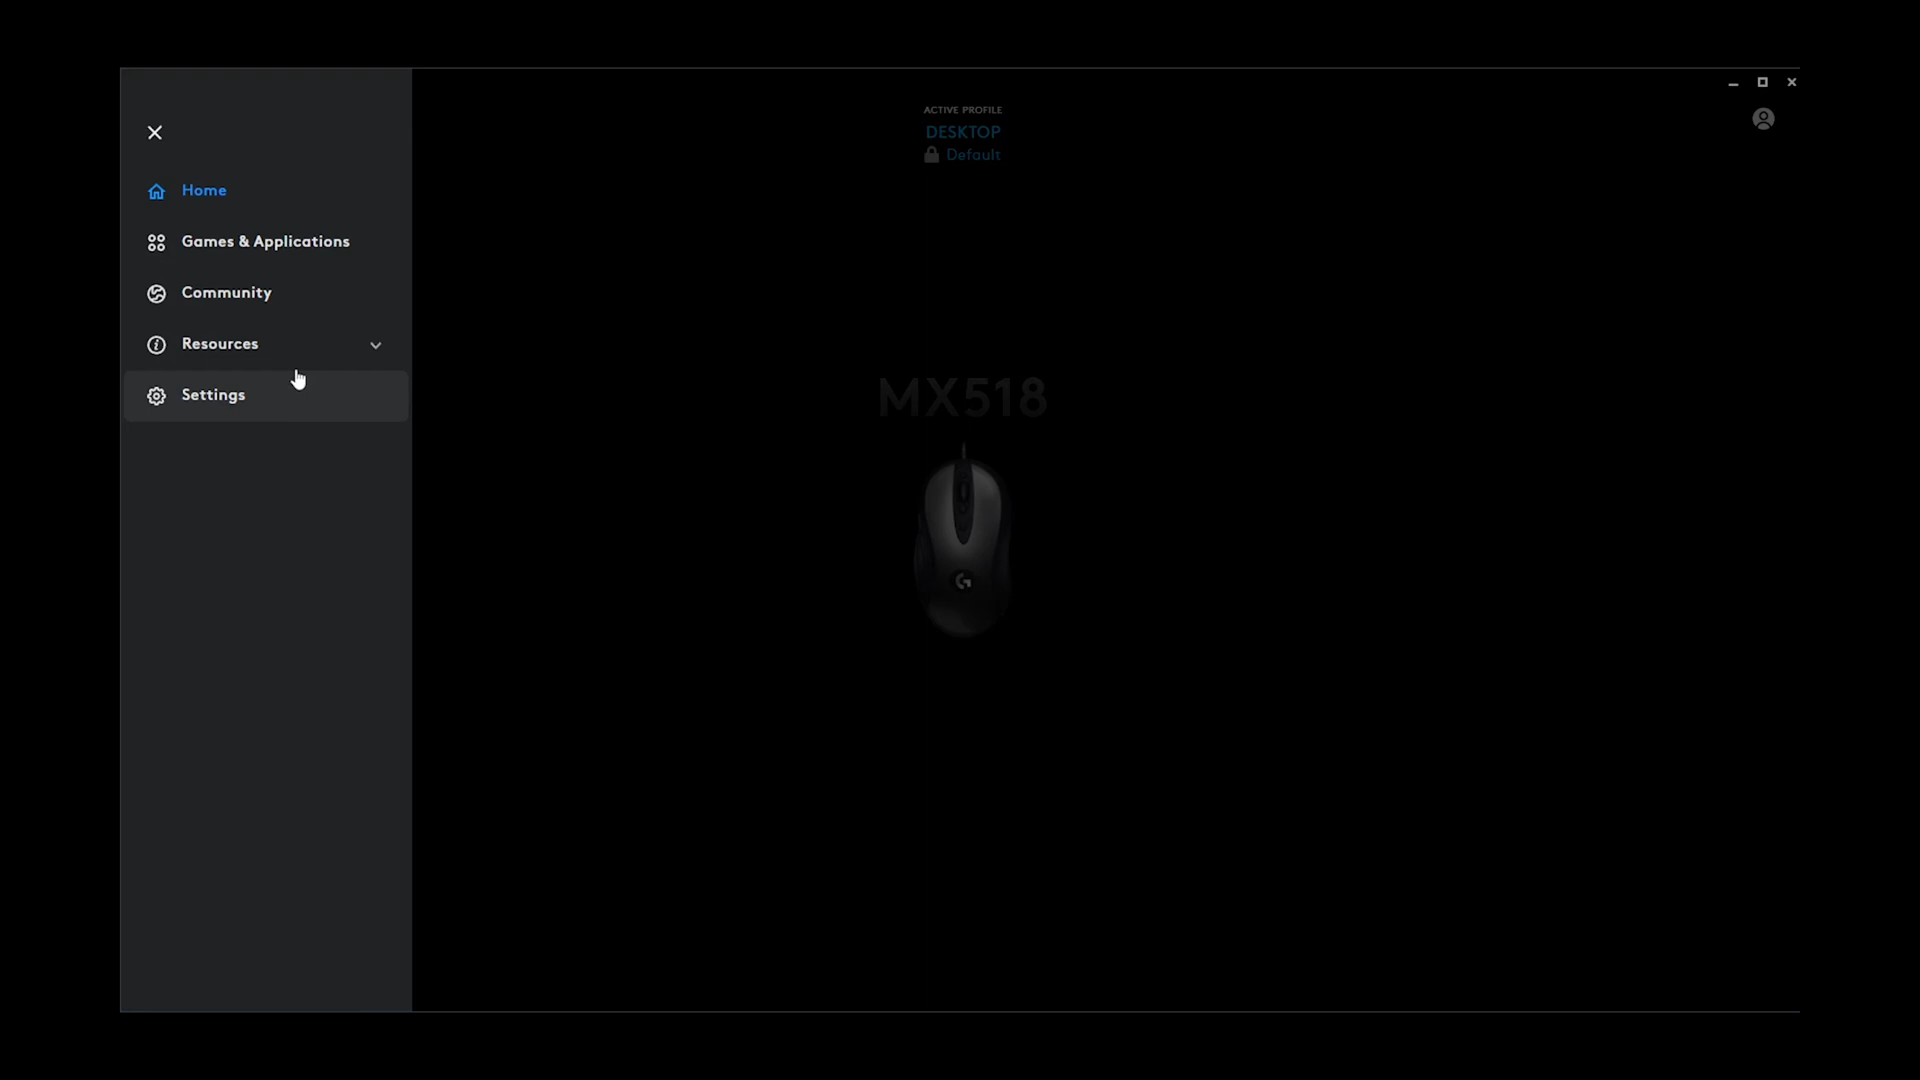 ACTIVE PROFILE
DESKTOP
Default
Home
Games & Applications
Community
Resources
Settings
MX518